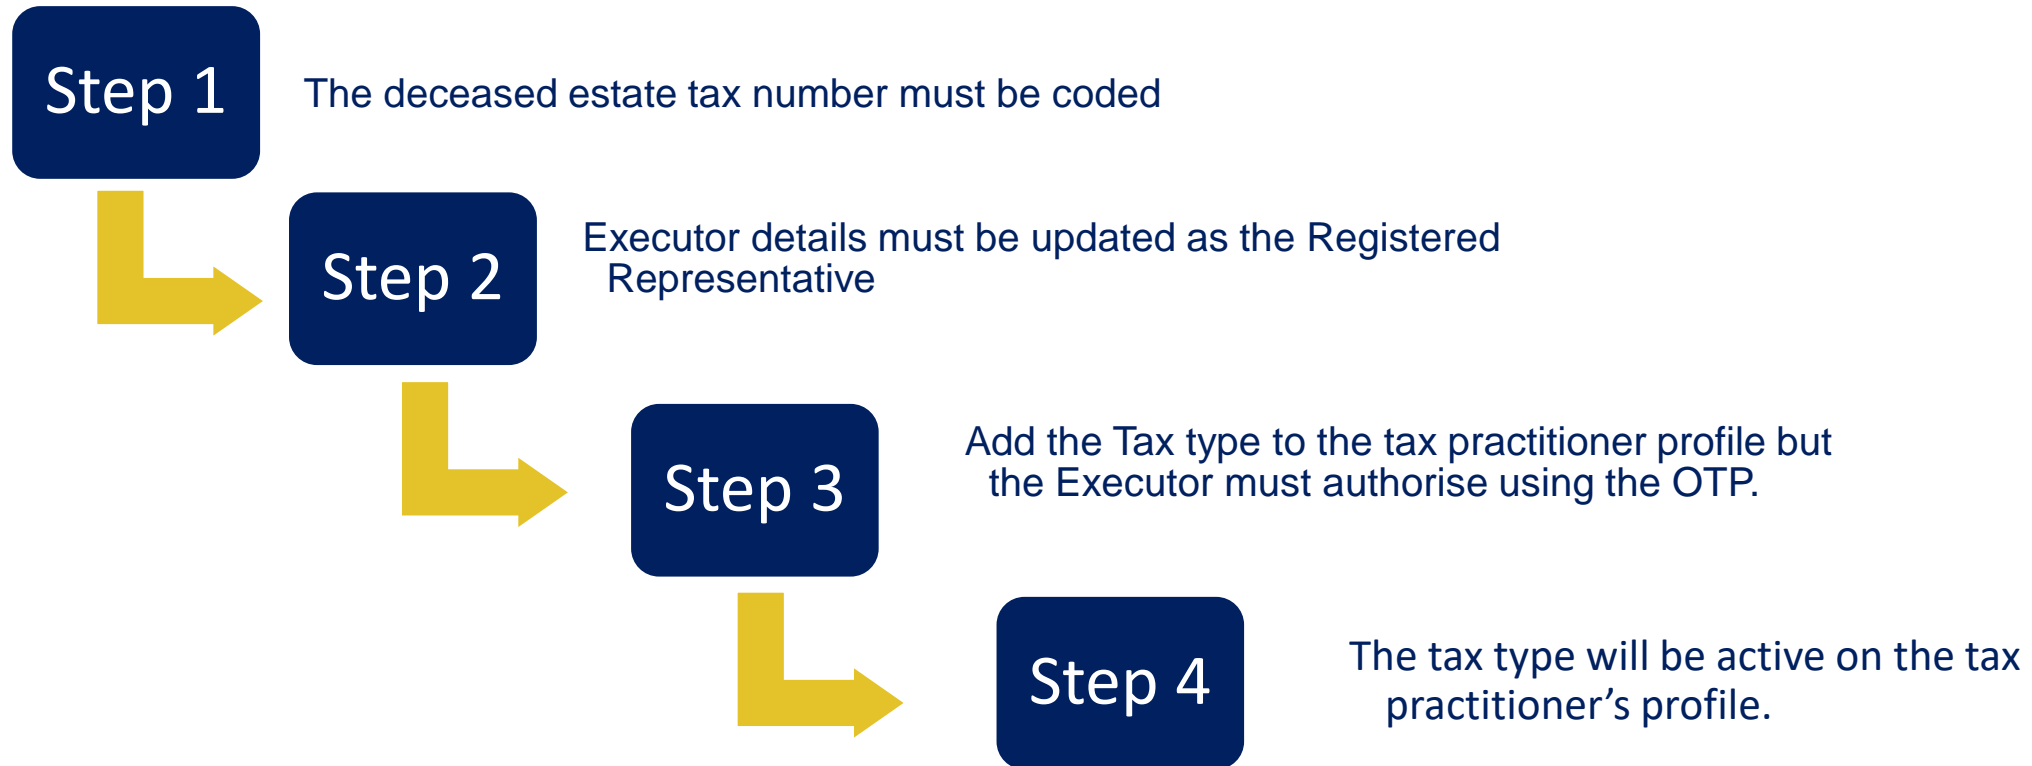 Step 1
The deceased estate tax number must be coded
Step 2
Executor details must be updated as the Registered
Representative
Step 3
Add the Tax type to the tax practitioner profile but
the Executor must authorise using the OTP.
Step 4
The tax type will be active on the tax
practitioner’s profile.